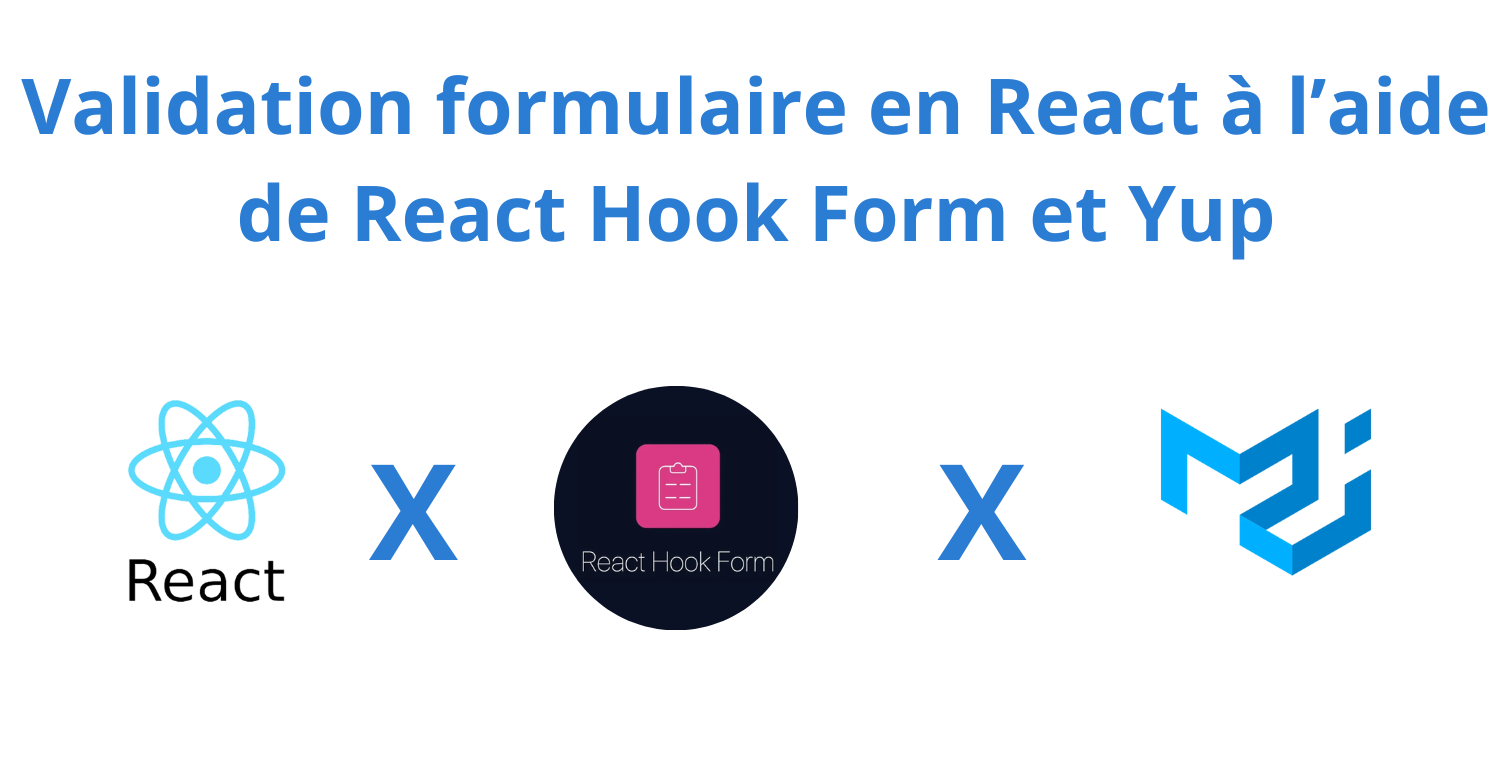 Validation formulaire en React à l’aide
de React Hook Form et Yup
X
X
React Hook Form
React